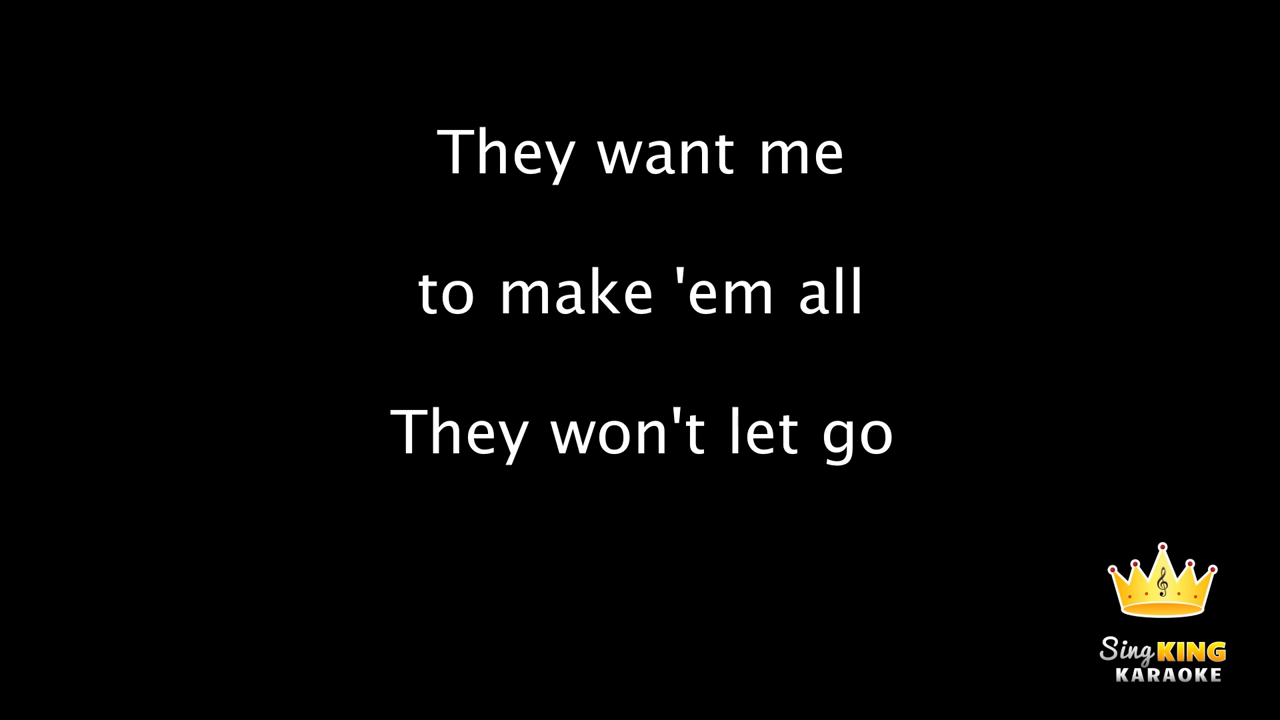 They want me
to make 'em all
They won't let go
Sing KING
KARAOKE